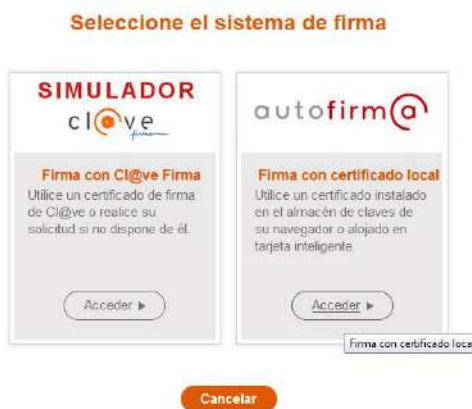 Seleccione el sistema de firma
SIMULADOR
cl@ve
firma
Firma con Cl@ve Firma
Utilice un certificado de firma
de Cl@ve o realice su
solicitud si no dispone de él.
Acceder
autofirm@
Firma con certificado local
Utilice un certificado instalado
en el almacén de claves de
su navegador o alojado en
tarjeta inteligente.
Acceder
Firma con certificado loca
Cancelar